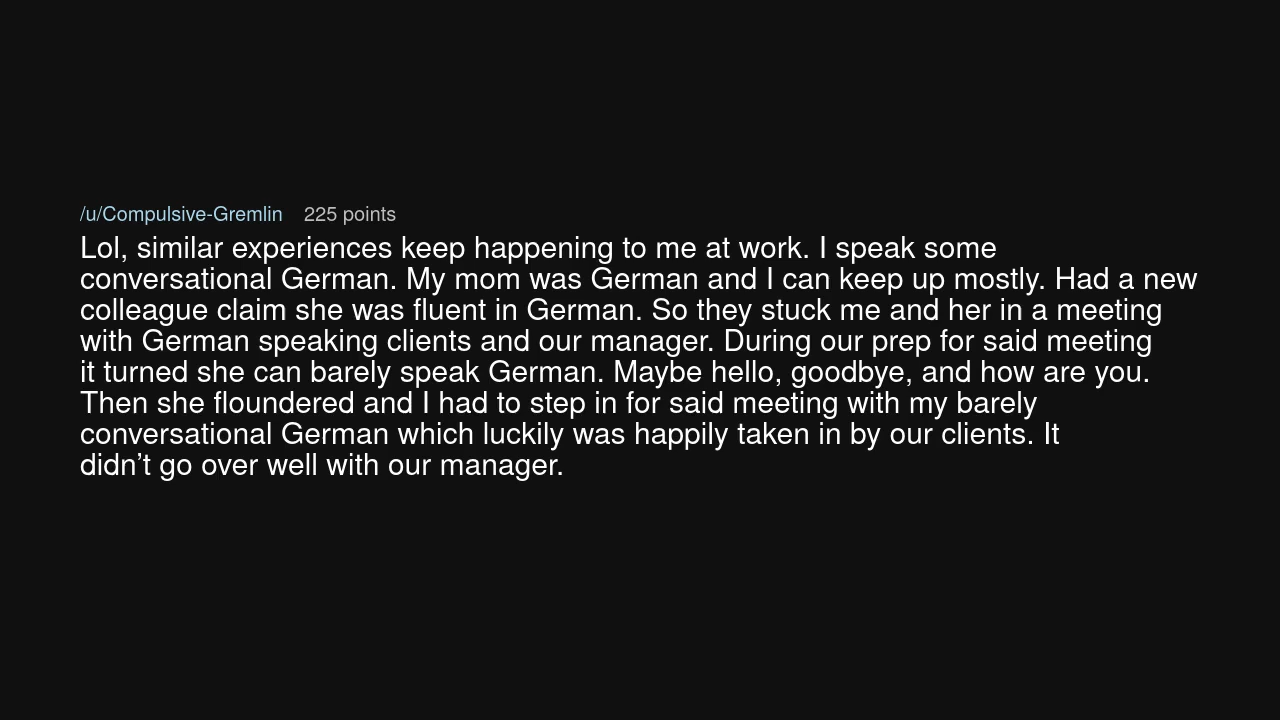 /u/Compulsive-Gremlin 225 points
Lol, similar experiences keep happening to me at work. I speak some
conversational German. My mom was German and I can keep up mostly. Had a new
colleague claim she was fluent in German. So they stuck me and her in a meeting
with German speaking clients and our manager. During our prep for said meeting
it turned she can barely speak German. Maybe hello, goodbye, and how are you.
Then she floundered and I had to step in for said meeting with my barely
conversational German which luckily was happily taken in by our clients. It
didn’t go over well with our manager.